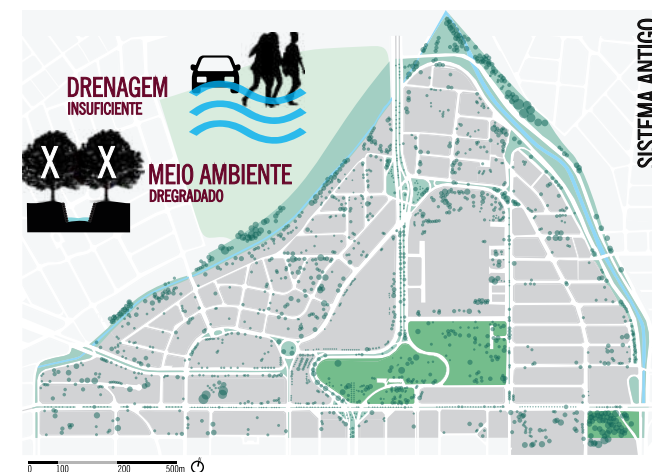 DRENAGEM
INSUFICIENTE
X X
MEIO AMBIENTE
DREGRADADO
SISTEMA ANTIGO
0 100 200 500m